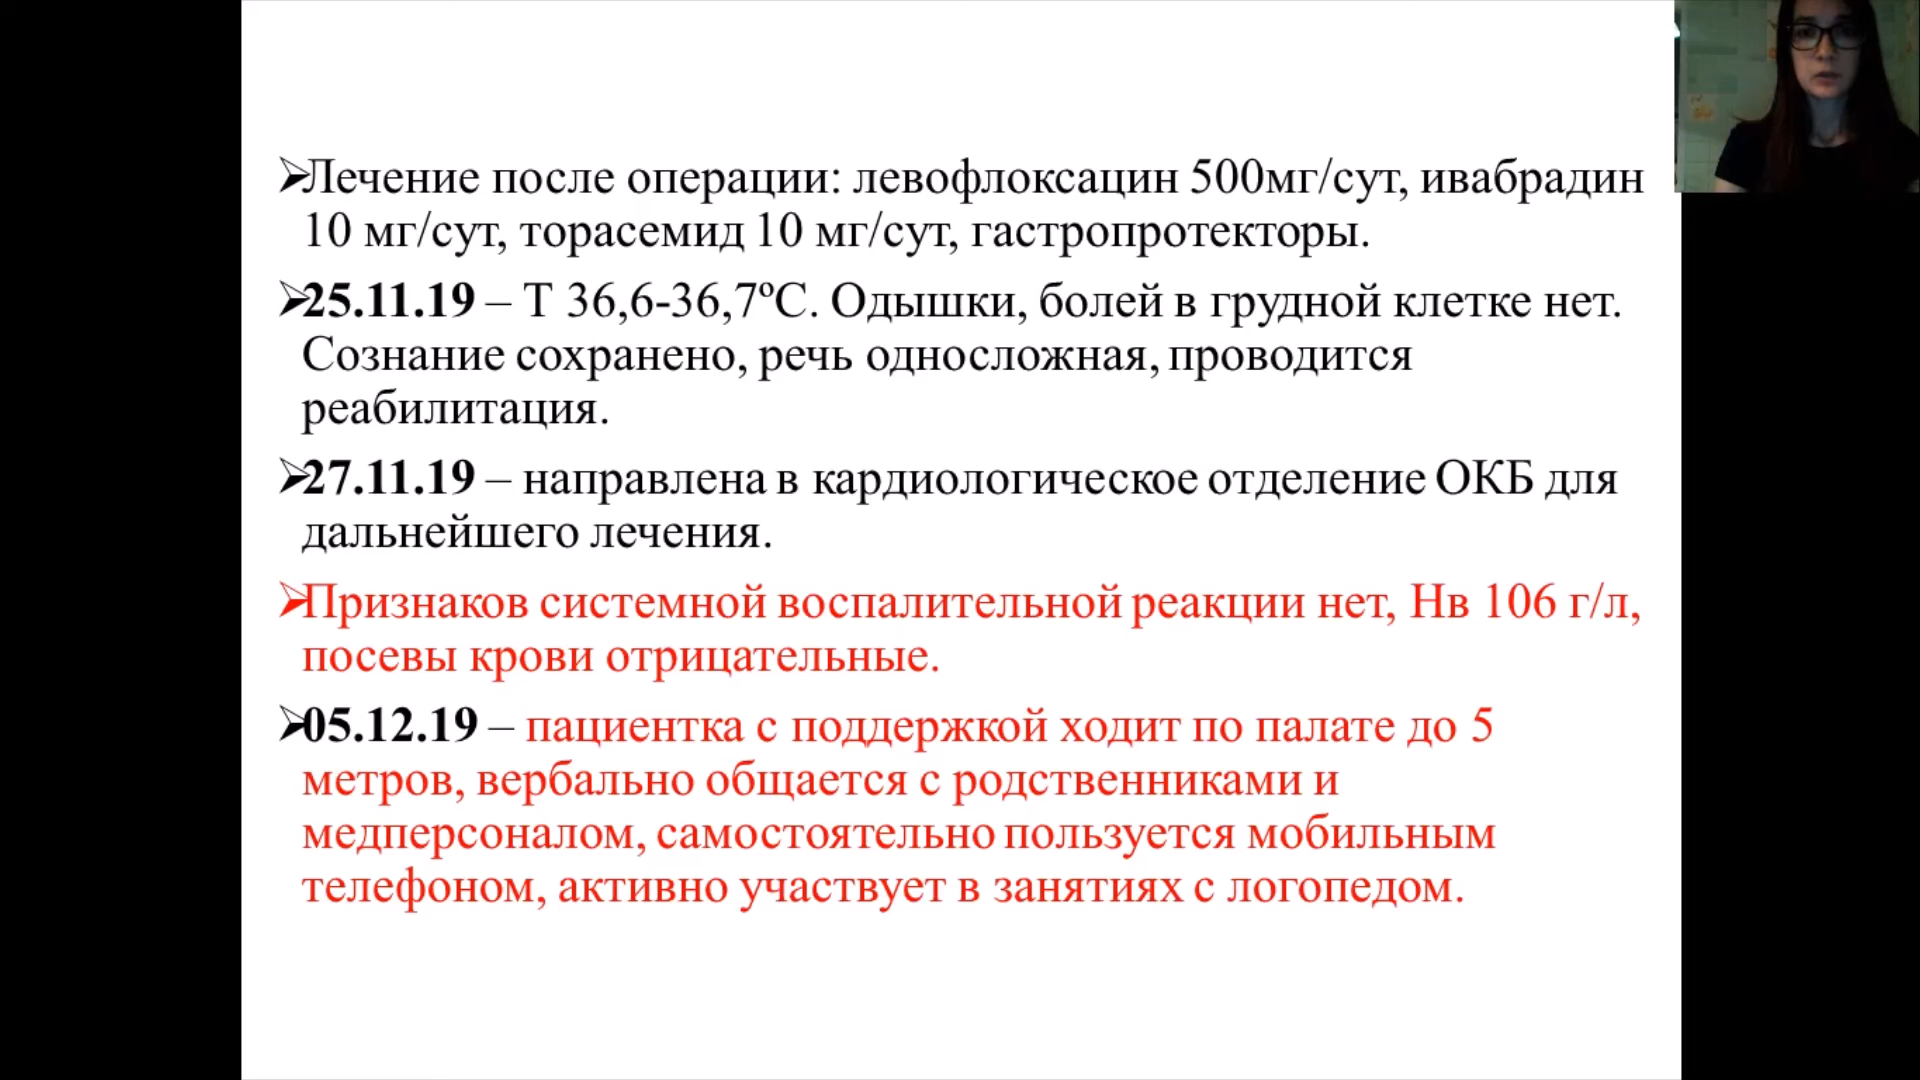 ➢Лечение после операции: левофлоксацин 500мг/сут, ивабрадин
10 мг/сут, торасемид 10 мг/сут, гастропротекторы.
➢25.11.19 – Т 36,6-36,7ºС. Одышки, болей в грудной клетке нет.
Сознание сохранено, речь односложная, проводится
реабилитация.
➢27.11.19 – направлена в кардиологическое отделение ОКБ для
дальнейшего лечения.
➢Признаков системной воспалительной реакции нет, Нв 106 г/л,
посевы крови отрицательные.
➢05.12.19 – пациентка с поддержкой ходит по палате до 5
метров, вербально общается с родственниками и
медперсоналом, самостоятельно пользуется мобильным
телефоном, активно участвует в занятиях с логопедом.